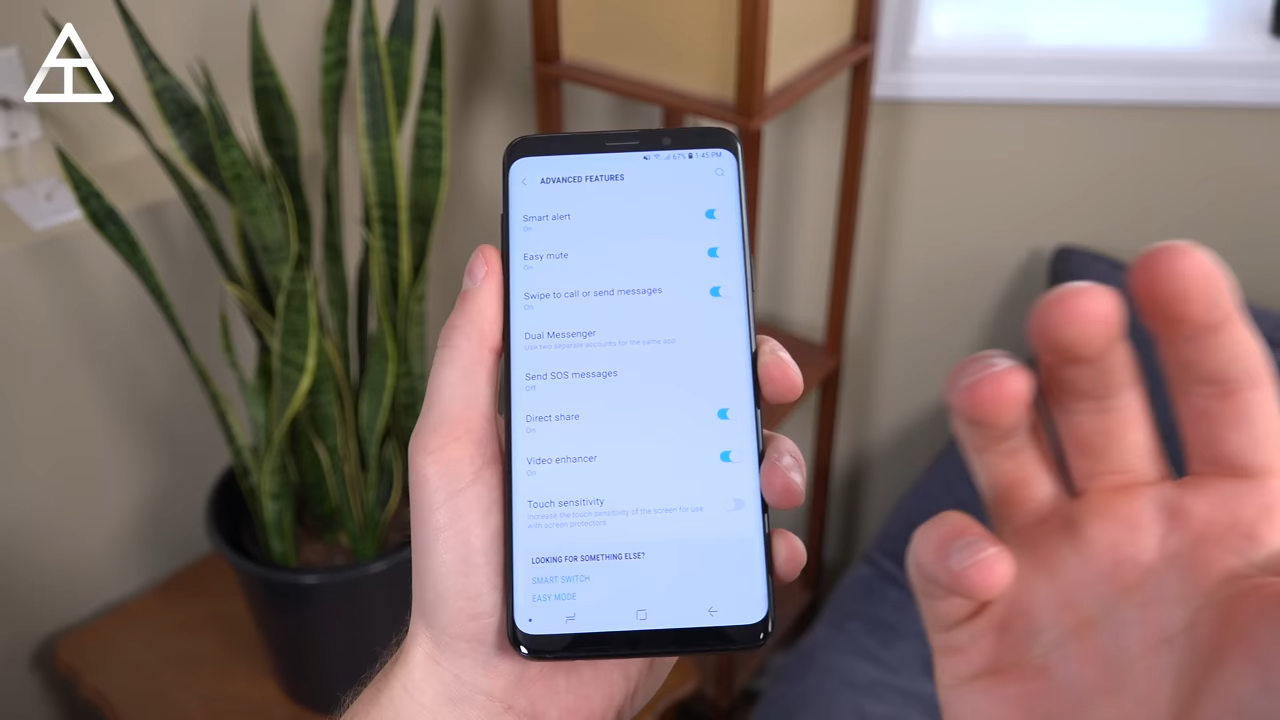 67% 1:45 PM
ADVANCED FEATURES
Smart alert
On
Easy mute
On
Swipe to call or send messages
On
Dual Messenger
Use two separate accounts for the same app
Send SOS messages
Off
Direct share
On
Video enhancer
On
Touch sensitivity
Increase the touch sensitivity of the screen for use
with screen protectors.
LOOKING FOR SOMETHING ELSE?
SMART SWITCH
EASY MODE